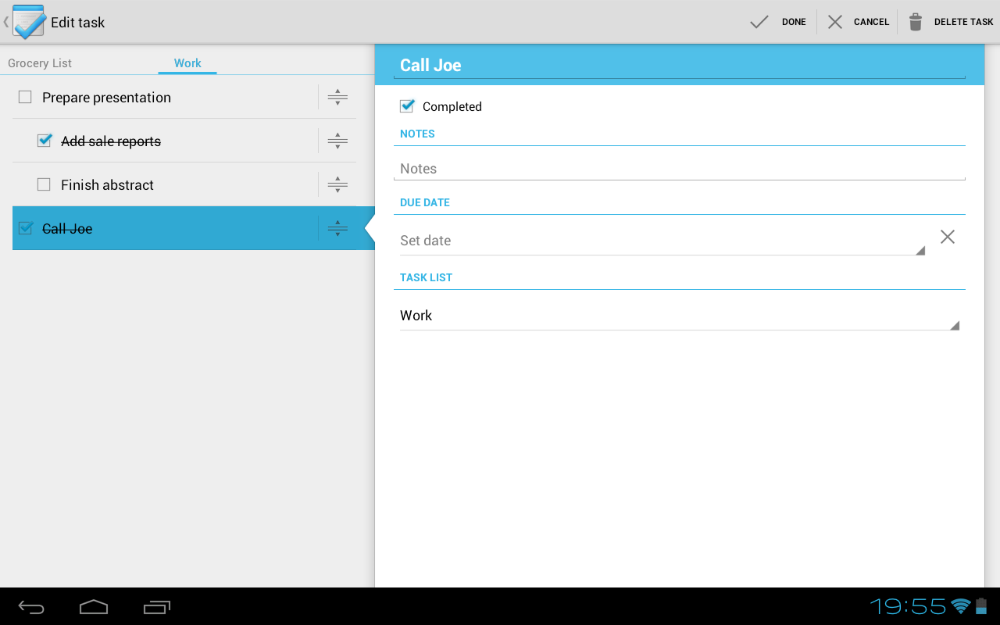 Edit task
DONE
CANCEL
DELETE TASK
Grocery List
Work
Prepare presentation
Add sale reports
Finish abstract
Call Joe
Call Joe
Completed
NOTES
Notes
DUE DATE
Set date
TASK LIST
Work
19:55